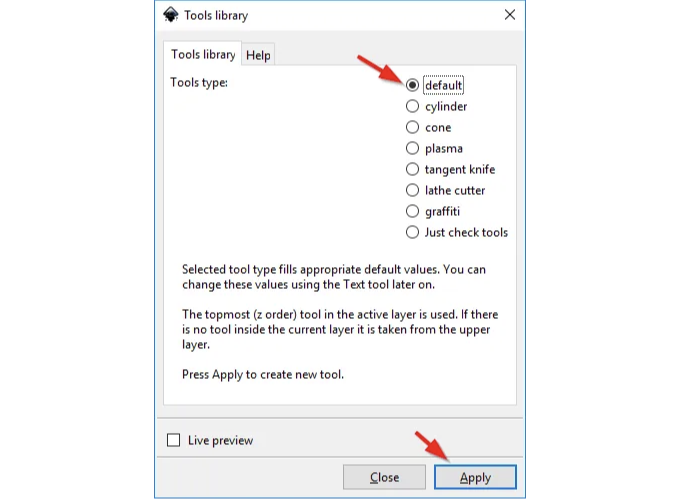 Tools library
Tools library Help
Tools type:
default
cylinder
cone
plasma
tangent knife
lathe cutter
graffiti
Just check tools
Selected tool type fills appropriate default values. You can
change these values using the Text tool later on.
The topmost (z order) tool in the active layer is used. If there
is no tool inside the current layer it is taken from the upper
layer.
Press Apply to create new tool.
Live preview
Close Apply